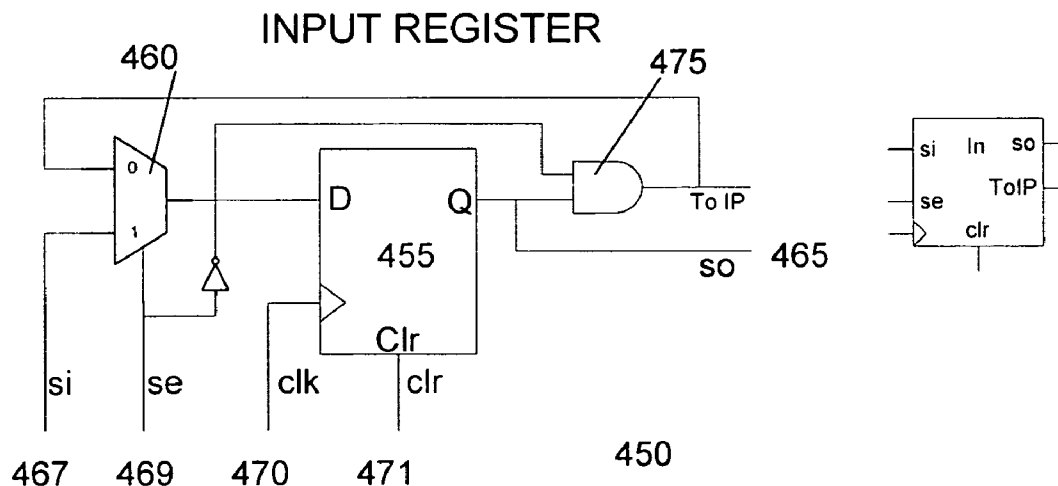 INPUT REGISTER
460
475
0
1
D
Q
455
Clr
To IP
so
465
si
se
clk
clr
467
469
470
471
450
si
In
so
se
ToIP
clr